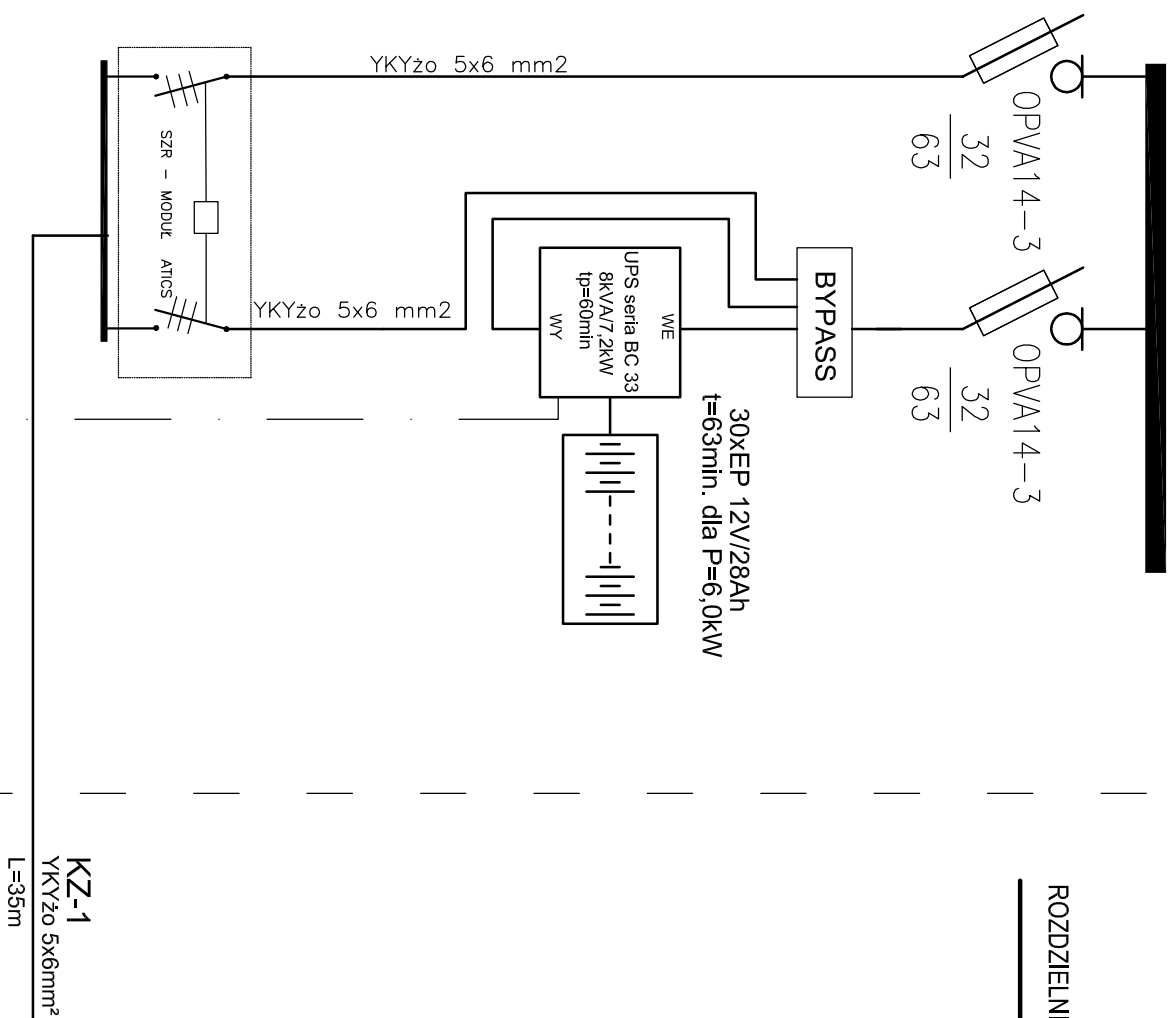 YKYżo 5x6 mm2
OPVA14-3
32
63
SZR - MODUŁ ATICS
YKYżo 5x6 mm2
UPS seria BC 33
8kVA/7,2kW
tp=60min
WE
WY
BYPASS
OPVA14-3
32
63
30xEP 12V/28Ah
t=63min. dla P=6,0kW
KZ-1
YKYżo 5x6mm²
L=35m